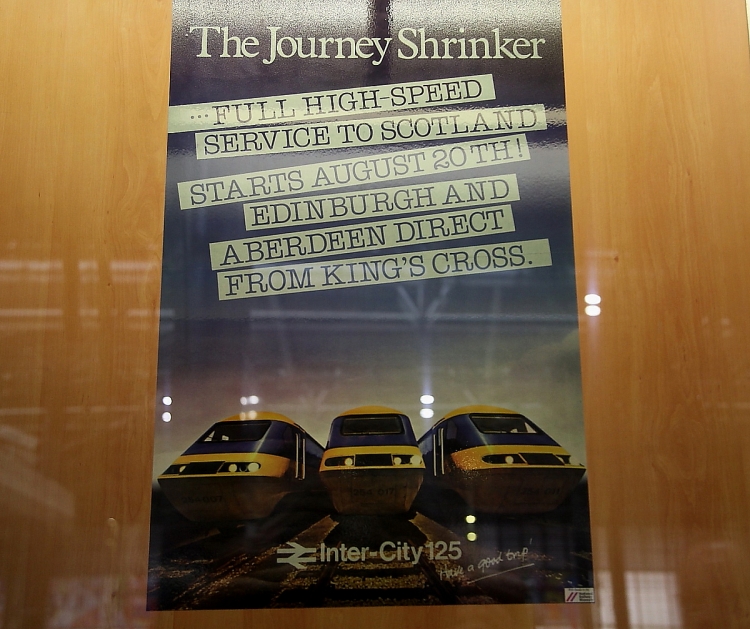 The Journey Shrinker
...FULL HIGH-SPEED
SERVICE TO SCOTLAND
STARTS AUGUST 20TH!
EDINBURGH AND
ABERDEEN DIRECT
FROM KING'S CROSS.
Inter-City 125
Have a good trip!